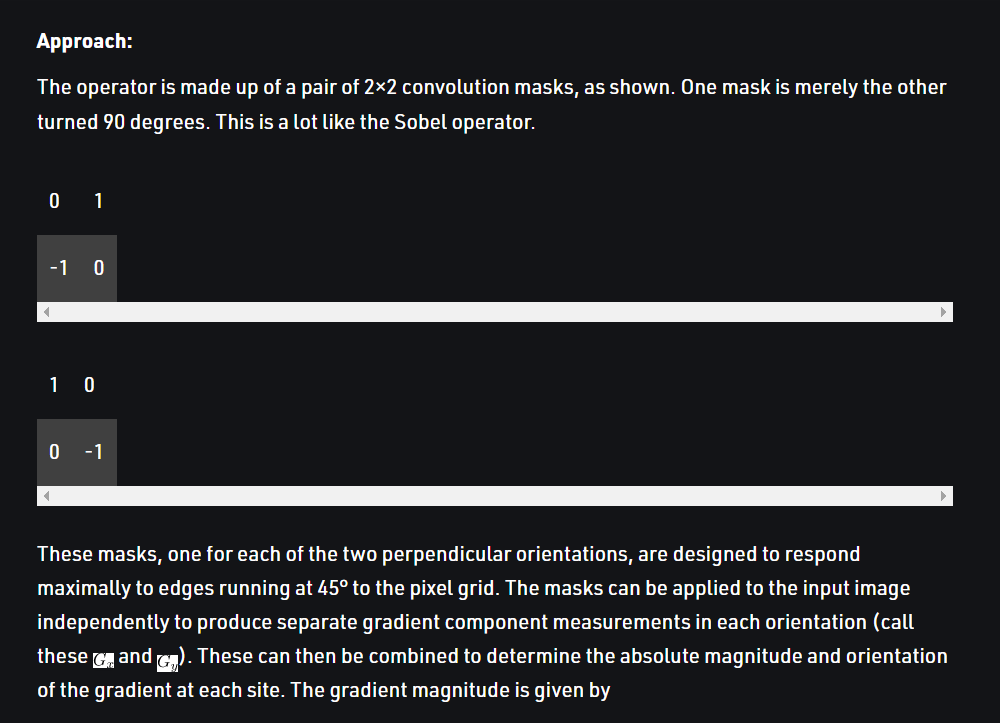 Approach:
The operator is made up of a pair of 2×2 convolution masks, as shown. One mask is merely the other
turned 90 degrees. This is a lot like the Sobel operator.
0 1
-1 0
1 0
0 -1
These masks, one for each of the two perpendicular orientations, are designed to respond
maximally to edges running at 45° to the pixel grid. The masks can be applied to the input image
independently to produce separate gradient component measurements in each orientation (call
these Gx and Gy). These can then be combined to determine the absolute magnitude and orientation
of the gradient at each site. The gradient magnitude is given by